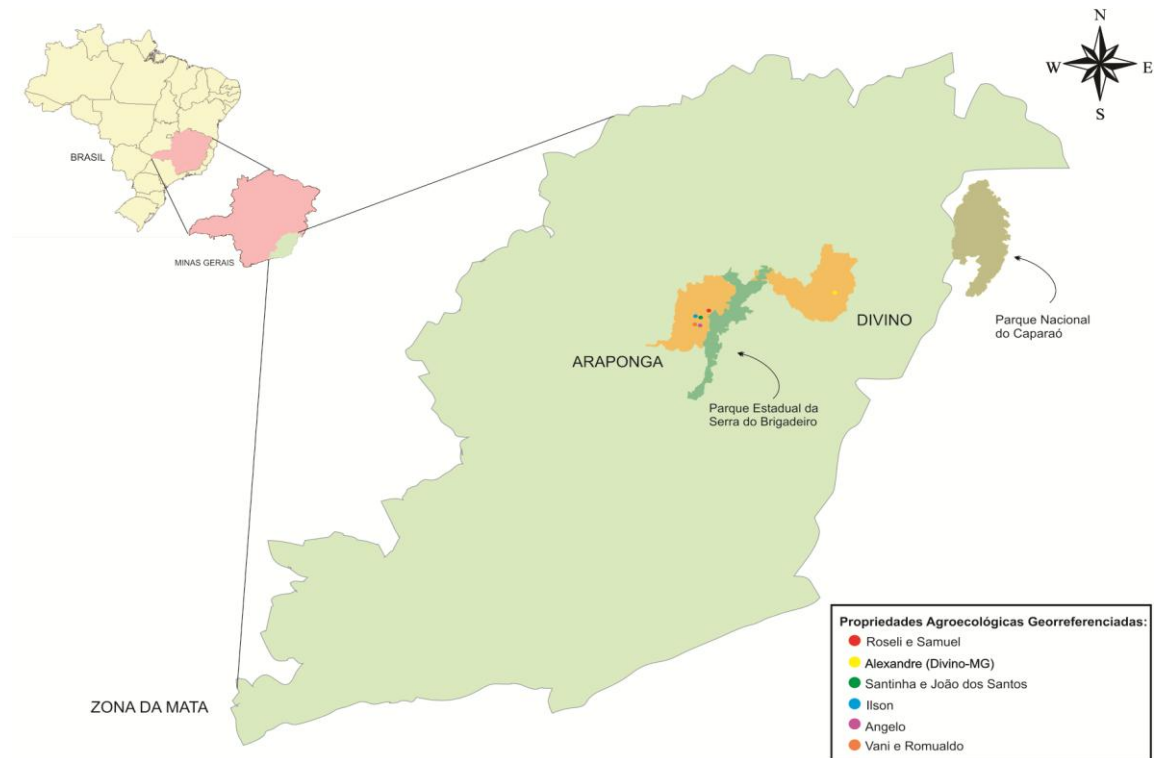 N
W
E
S
BRASIL
MINAS GERAIS
DIVINO
Parque Nacional
do Caparaó
ARAPONGA
Parque Estadual da
Serra do Brigadeiro
ZONA DA MATA
Propriedades Agroecológicas Georreferenciadas:
Roseli e Samuel
Alexandre (Divino-MG)
Santinha e João dos Santos
Ilson
Angelo
Vani e Romualdo